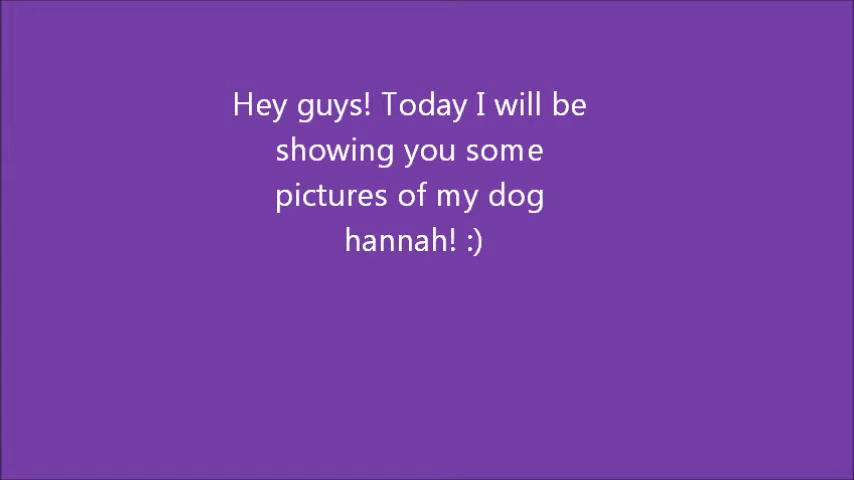 Hey guys! Today I will be
showing you some
pictures of my dog
hannah! :)